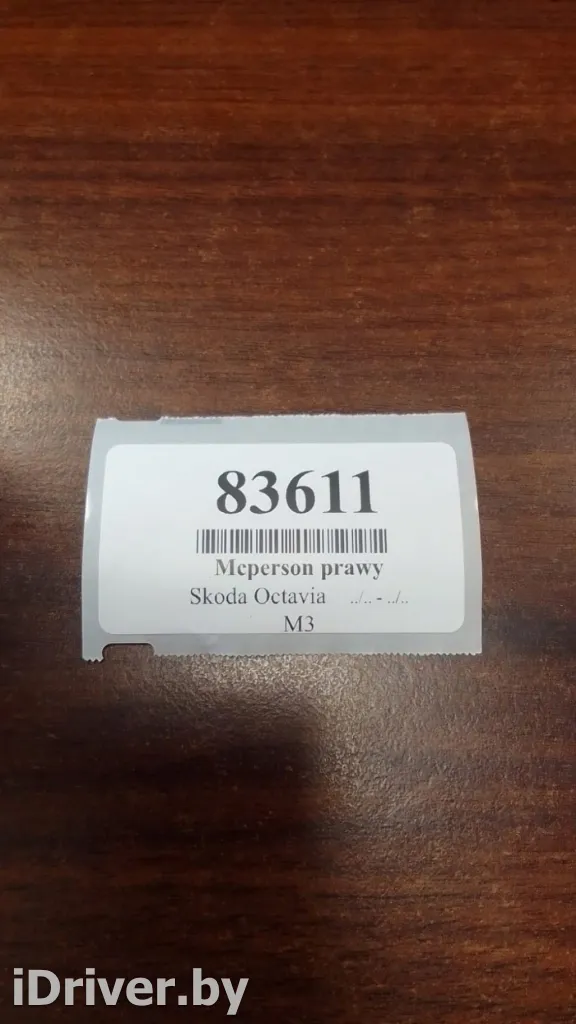 83611
Mcperson prawy
Skoda Octavia ../.. - ../..
M3
iDriver.by